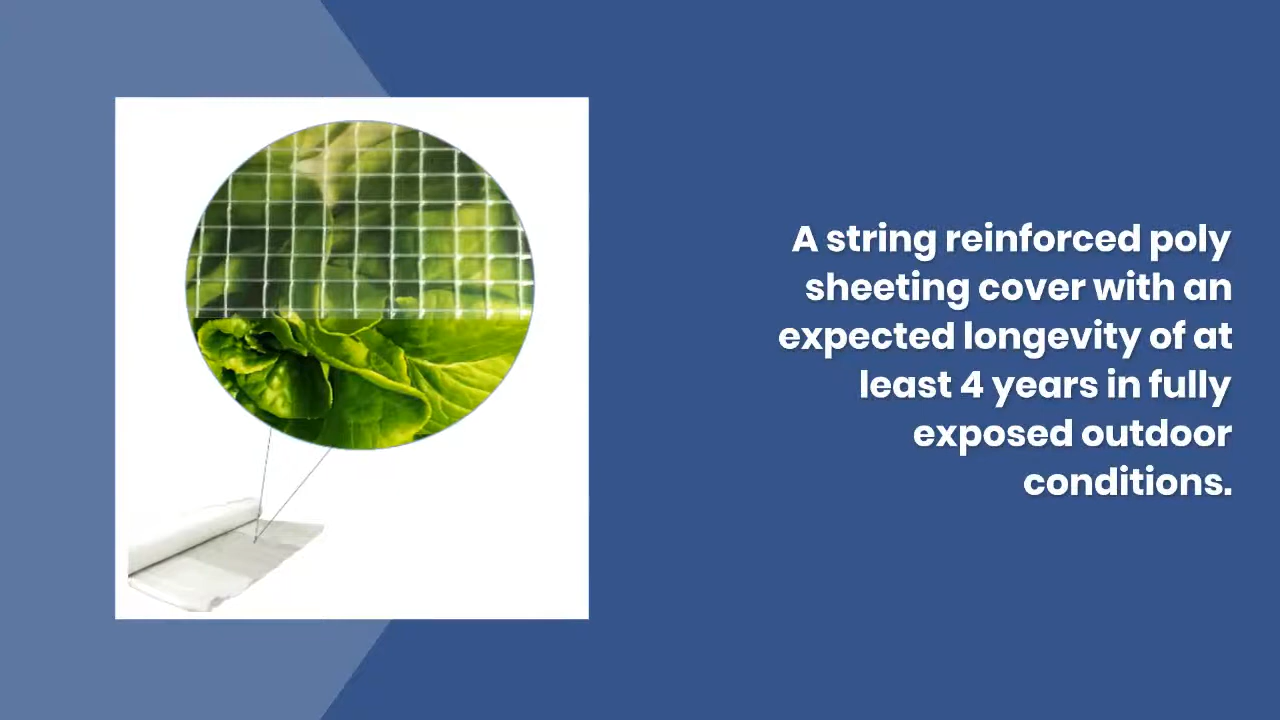 A string reinforced poly
sheeting cover with an
expected longevity of at
least 4 years in fully
exposed outdoor
conditions.